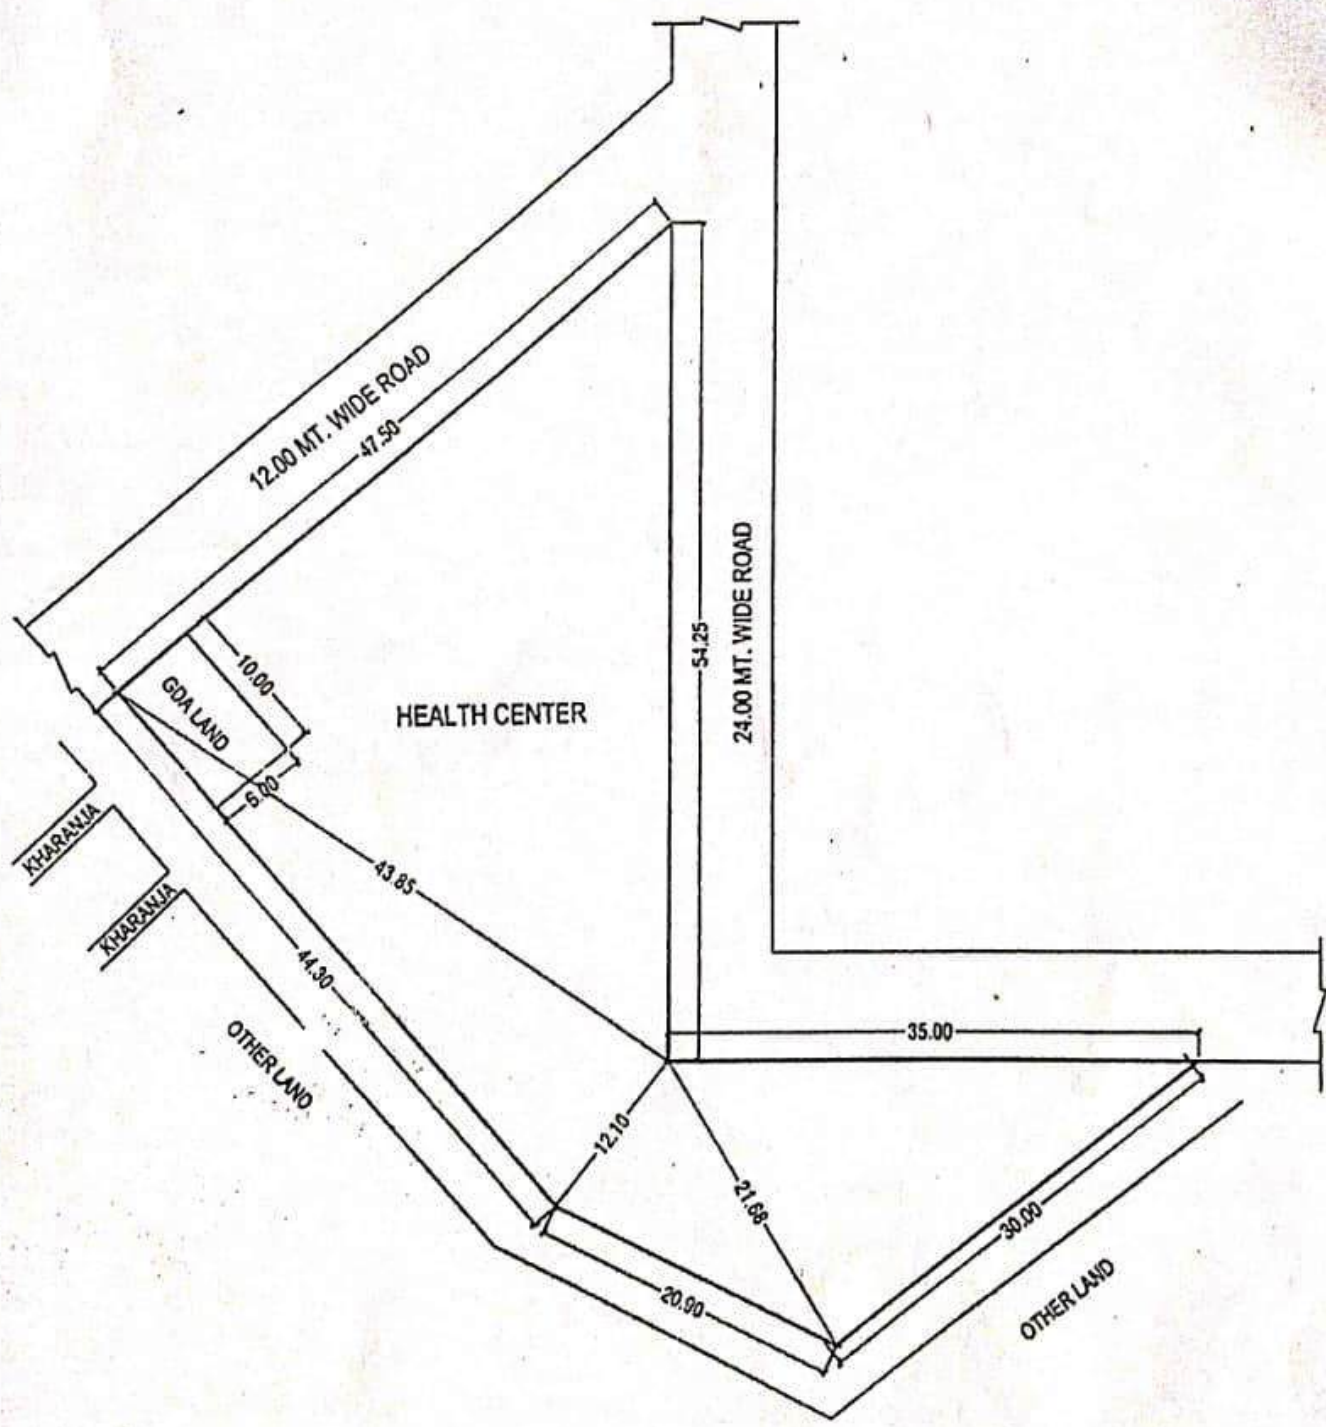 12.00 MT. WIDE ROAD
47.50
10.00
GDA LAND
6.00
HEALTH CENTER
54.25
24.00 MT. WIDE ROAD
KHARANJA
KHARANJA
43.85
44.30
OTHER LAND
35.00
12.10
21.68
30.00
20.90
OTHER LAND